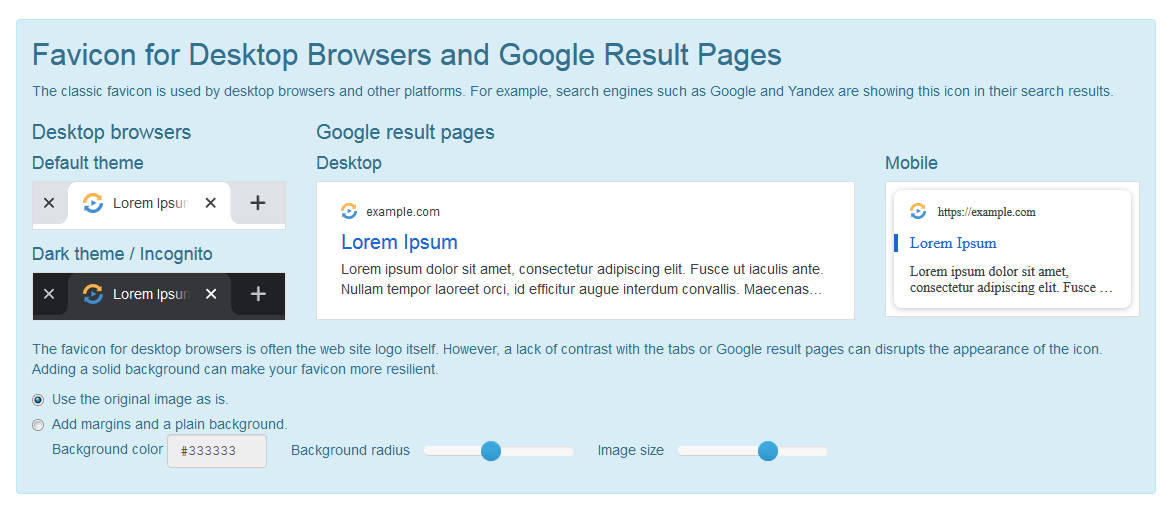 Favicon for Desktop Browsers and Google Result Pages
The classic favicon is used by desktop browsers and other platforms. For example, search engines such as Google and Yandex are showing this icon in their search results.
Desktop browsers
Default theme
Lorem Ipsum
Dark theme / Incognito
Lorem Ipsum
Google result pages
Desktop
example.com
Lorem Ipsum
Lorem ipsum dolor sit amet, consectetur adipiscing elit. Fusce ut iaculis ante.
Nullam tempor laoreet orci, id efficitur augue interdum convallis. Maecenas...
Mobile
https://example.com
Lorem Ipsum
Lorem ipsum dolor sit amet,
consectetur adipiscing elit. Fusce ...
The favicon for desktop browsers is often the web site logo itself. However, a lack of contrast with the tabs or Google result pages can disrupts the appearance of the icon.
Adding a solid background can make your favicon more resilient.
Use the original image as is.
Add margins and a plain background.
Background color #333333 Background radius Image size